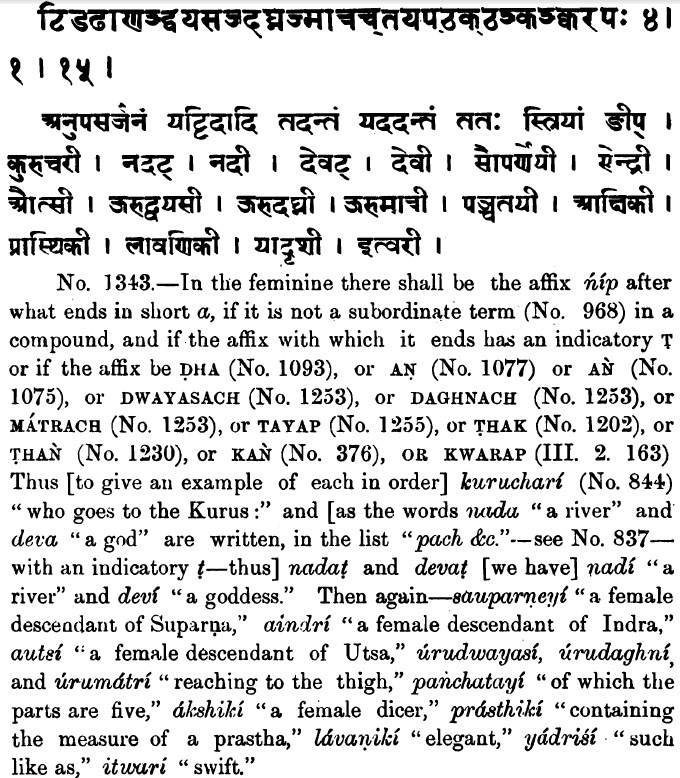 टिड्ढाणञ्द्वयसज्दघ्नञ्मात्रच्तयप्ठक्ठञ्कञ्क्वरपः ४।
१ । १५ ।
अनुपसर्जनं यट्टिदादि तदन्तं यददन्तं ततः स्त्रियां ङीप् ।
कुरुचरी । नदट् । नदी । देवट् । देवी । सौपर्णेयी । ऐन्द्री ।
औत्सी । ऊरुद्वयसी । ऊरुदघ्नी । ऊरुमात्री । पञ्चतयी । आक्षिकी ।
प्रास्थिकी । लावणिकी । यादृशी । इत्वरी ।
No. 1343.—In the feminine there shall be the affix ńíp after
what ends in short a, if it is not a subordinate term (No. 968) in a
compound, and if the affix with which it ends has an indicatory Ṭ
or if the affix be ḌHA (No. 1093), or AṆ (No. 1077) or AǸ (No.
1075), or DWAYASACH (No. 1253), or DAGHNACH (No. 1253), or
MÁTRACH (No. 1253), or TAYAP (No. 1255), or ṬHAK (No. 1202), or
ṬHAǸ (No. 1230), or KAǸ (No. 376), OR KWARAP (III. 2. 163)
Thus [to give an example of each in order] kurucharí (No. 844)
“who goes to the Kurus:” and [as the words nada “a river” and
deva “a god” are written, in the list “pach &c.”—see No. 837—
with an indicatory ṭ—thus] nadaṭ and devaṭ [we have] nadí “a
river” and deví “a goddess.” Then again—sauparṇeyí “a female
descendant of Suparṇa,” aindrí “a female descendant of Indra,”
autsí “a female descendant of Utsa,” úrudwayasí, úrudaghní,
and úrumátrí “reaching to the thigh,” pañchatayí “of which the
parts are five,” ákshikí “a female dicer,” prásthikí “containing
the measure of a prastha,” lávaṇikí “elegant,” yádriśí “such
like as,” itwarí “swift.”